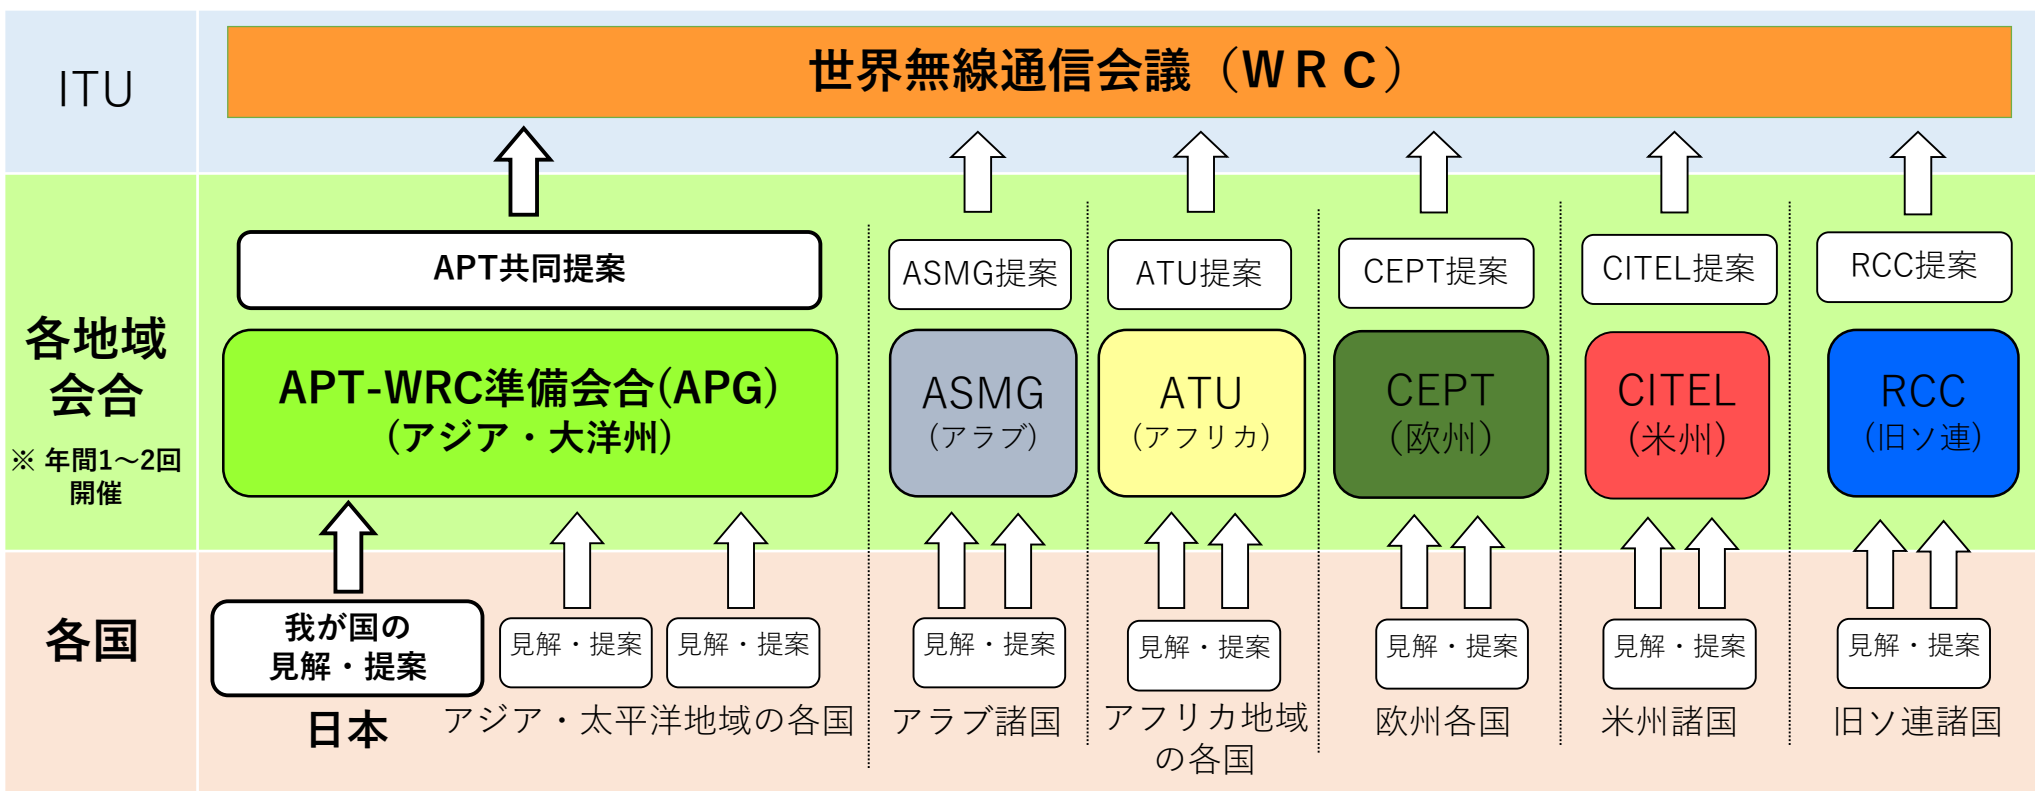 ITU
世界無線通信会議（ＷＲＣ）
各地域
会合
※ 年間1～2回
開催
APT共同提案
ASMG提案
ATU提案
CEPT提案
CITEL提案
RCC提案
APT-WRC準備会合(APG)
(アジア・大洋州)
ASMG
(アラブ)
ATU
(アフリカ)
CEPT
(欧州)
CITEL
(米州)
RCC
(旧ソ連)
各国
我が国の
見解・提案
見解・提案
見解・提案
見解・提案
見解・提案
見解・提案
見解・提案
見解・提案
日本
アジア・太平洋地域の各国
アラブ諸国
アフリカ地域
の各国
欧州各国
米州諸国
旧ソ連諸国